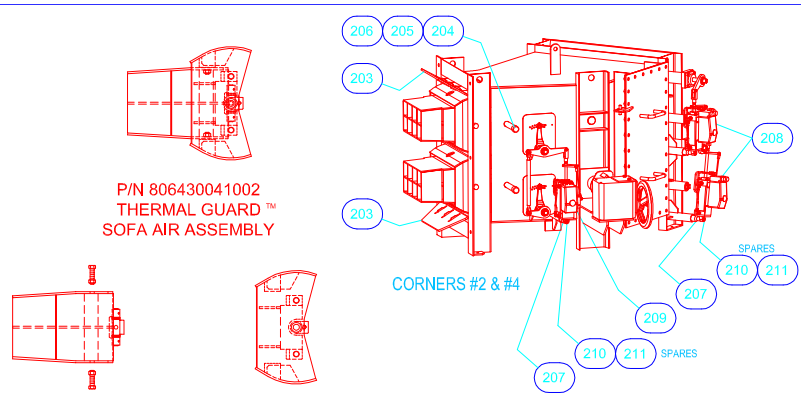 206 205 204
203
208
P/N 806430041002
THERMAL GUARD ™
SOFA AIR ASSEMBLY
203
SPARES
210 211
CORNERS #2 & #4
207
209
210 211 SPARES
207